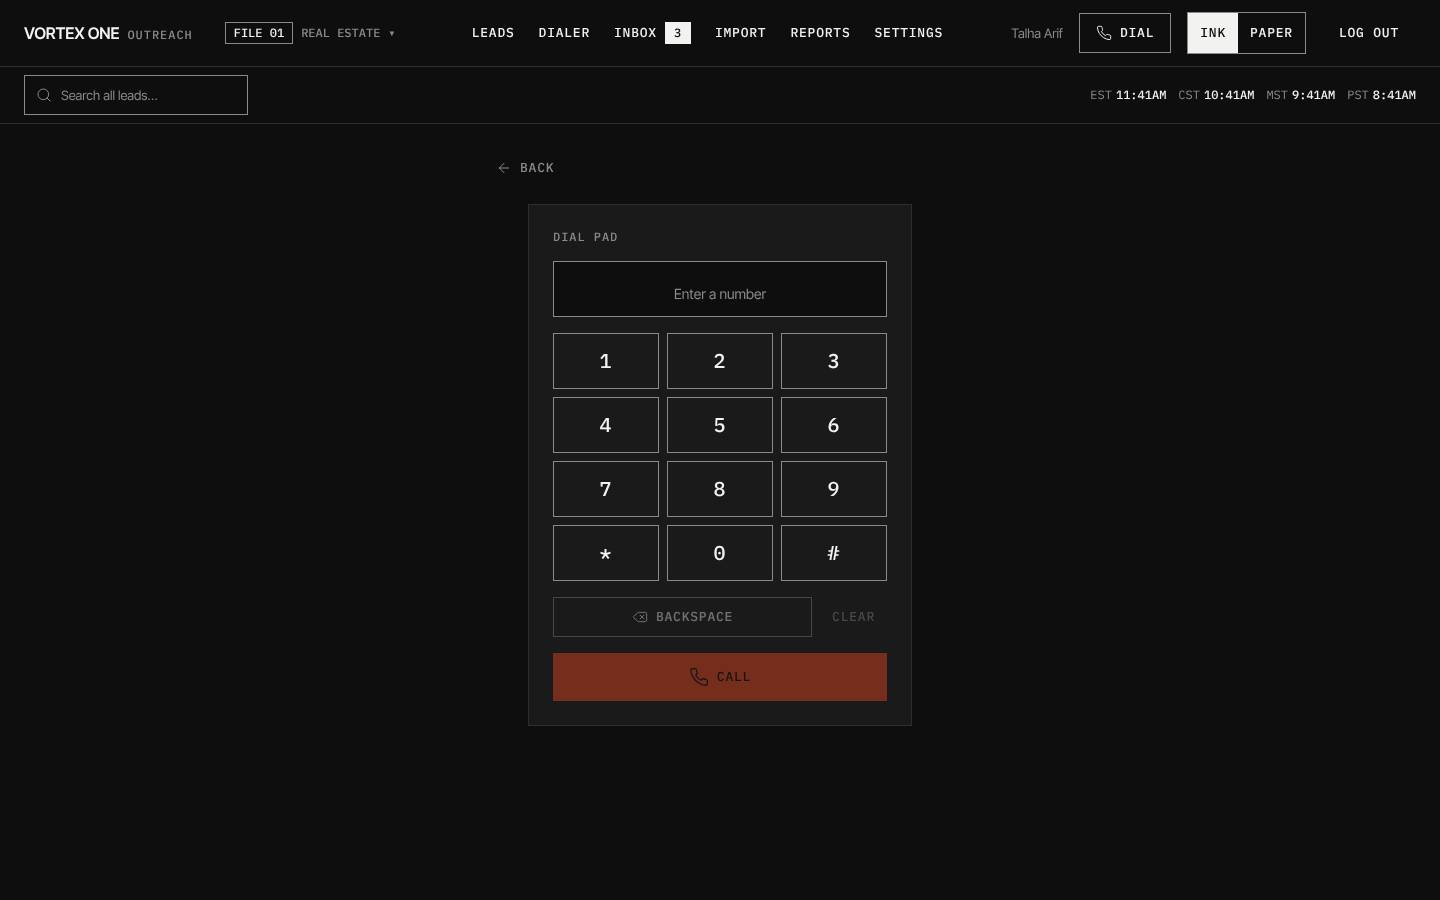 VORTEX ONE OUTREACH FILE 01 REAL ESTATE ▾ LEADS DIALER INBOX 3 IMPORT REPORTS SETTINGS Talha Arif DIAL INK PAPER LOG OUT
Search all leads... EST 11:41AM CST 10:41AM MST 9:41AM PST 8:41AM
← BACK
DIAL PAD
Enter a number
1 2 3
4 5 6
7 8 9
* 0 #
BACKSPACE CLEAR
CALL